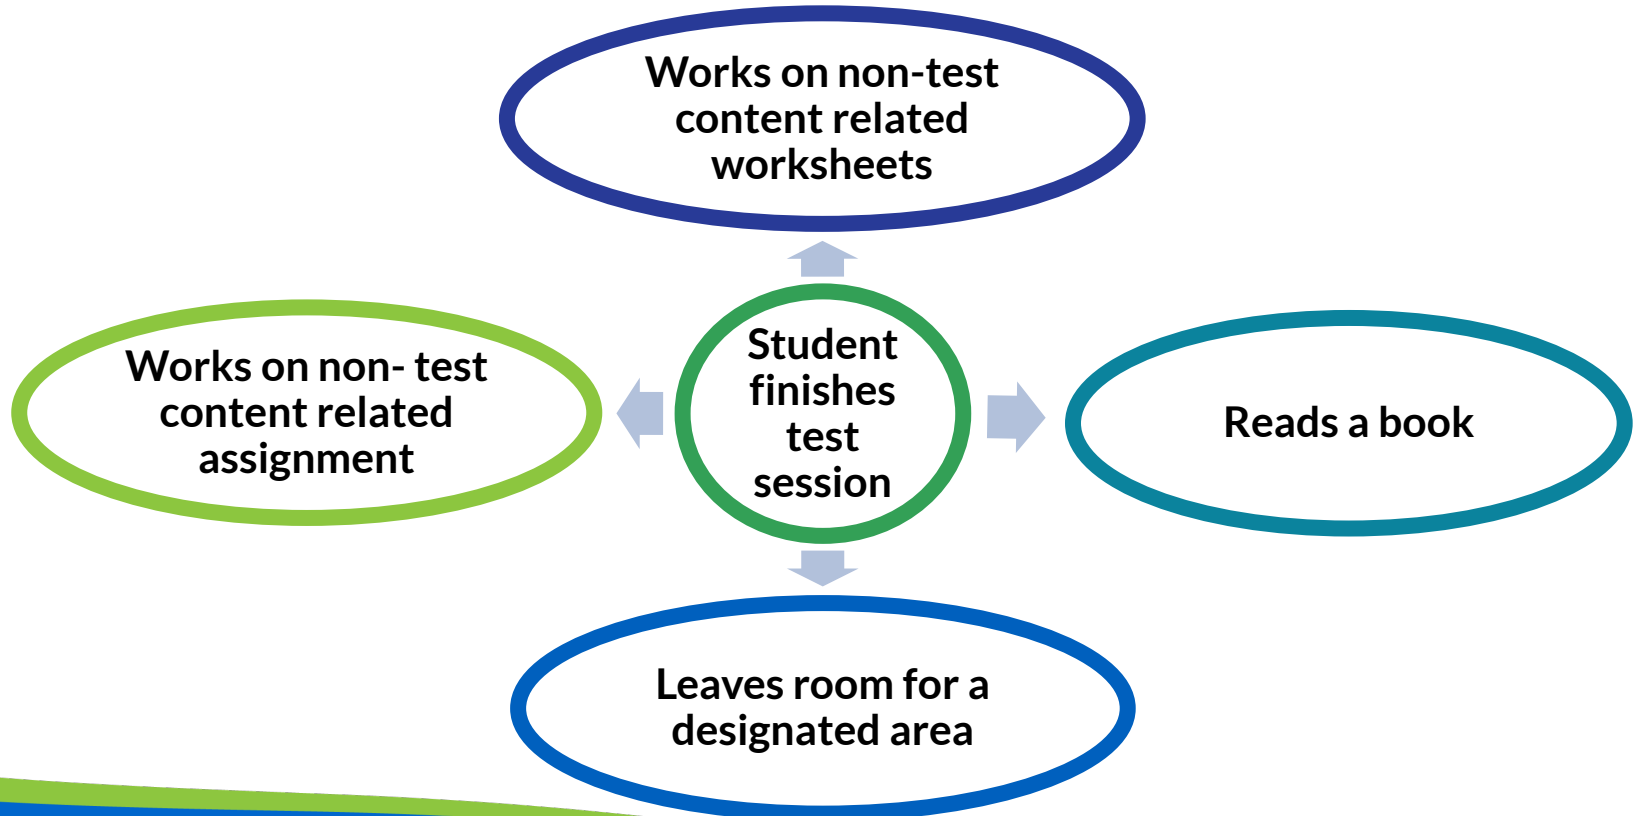 Works on non-test
content related
worksheets
Works on non- test
content related
assignment
Student
finishes
test
session
Reads a book
Leaves room for a
designated area